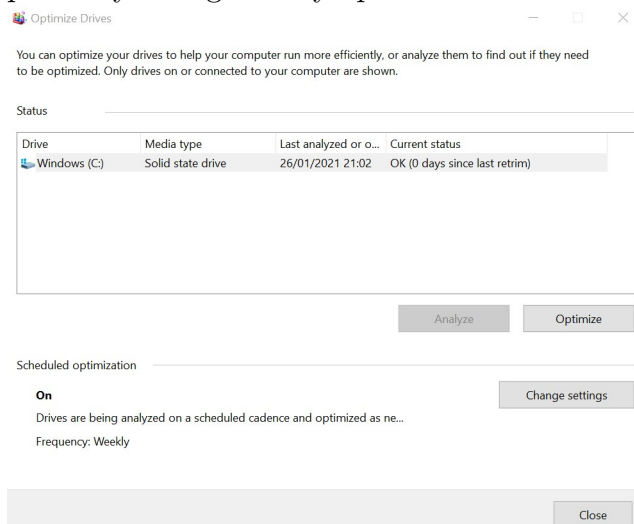 Optimize Drives
You can optimize your drives to help your computer run more efficiently, or analyze them to find out if they need
to be optimized. Only drives on or connected to your computer are shown.
Status
Drive Media type Last analyzed or o... Current status
Windows (C:) Solid state drive 26/01/2021 21:02 OK (0 days since last retrim)
Analyze Optimize
Scheduled optimization
On Change settings
Drives are being analyzed on a scheduled cadence and optimized as ne...
Frequency: Weekly
Close